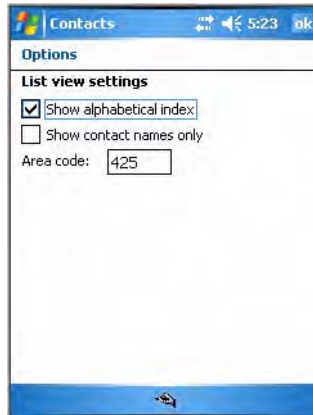 Contacts 5:23 ok
Options
List view settings
Show alphabetical index
Show contact names only
Area code: 425